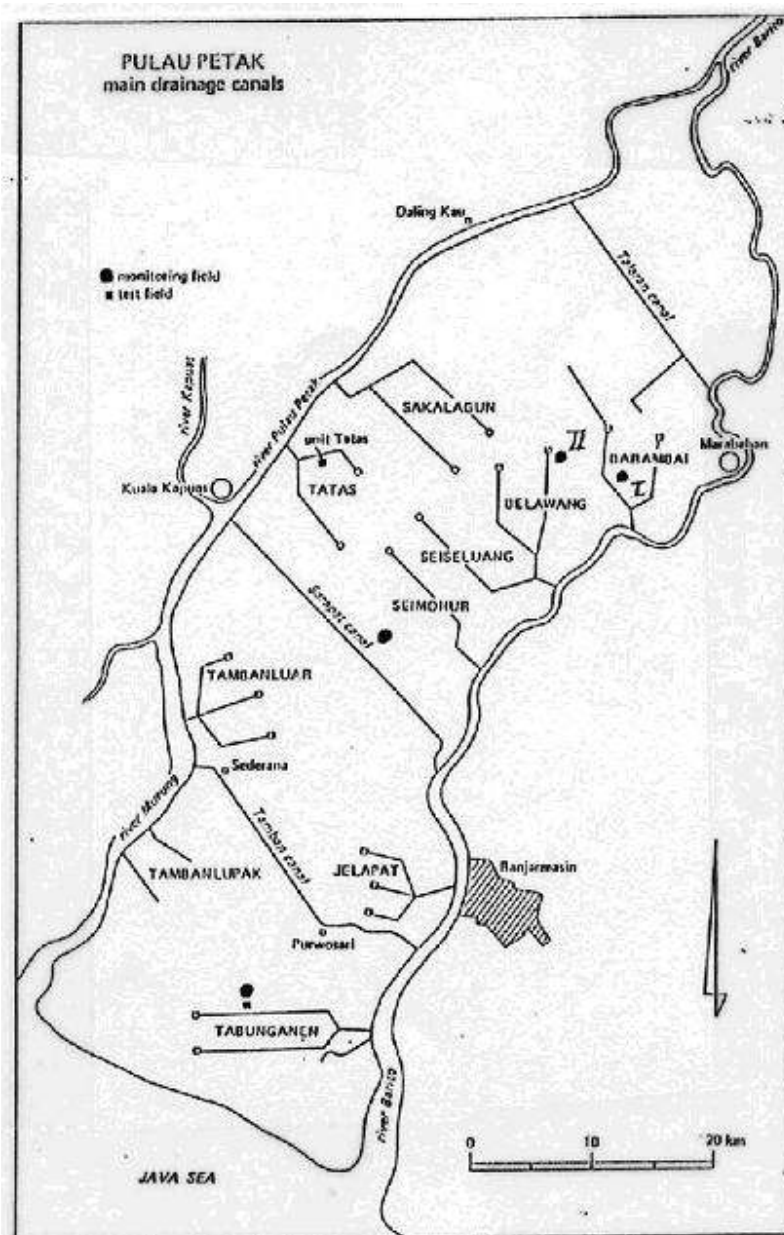 PULAU PETAK
main drainage canals
river Barito
Daling Kau
monitoring field
test field
Talaran canal
river Kapuas
river Pulau Petak
SAKALAGUN
unit Tatas
II
BARAMBAI
Marabahan
Kuala Kapuas
TATAS
I
BELAWANG
SEISELUANG
Sarapat canal
SEIMOHUR
TAMBANLUAR
Sederana
river Murung
Tamban canal
TAMBANLUPAK
JELAPAT
Banjarmasin
Purwosari
TABUNGANEN
river Barito
0 10 20 km
JAVA SEA